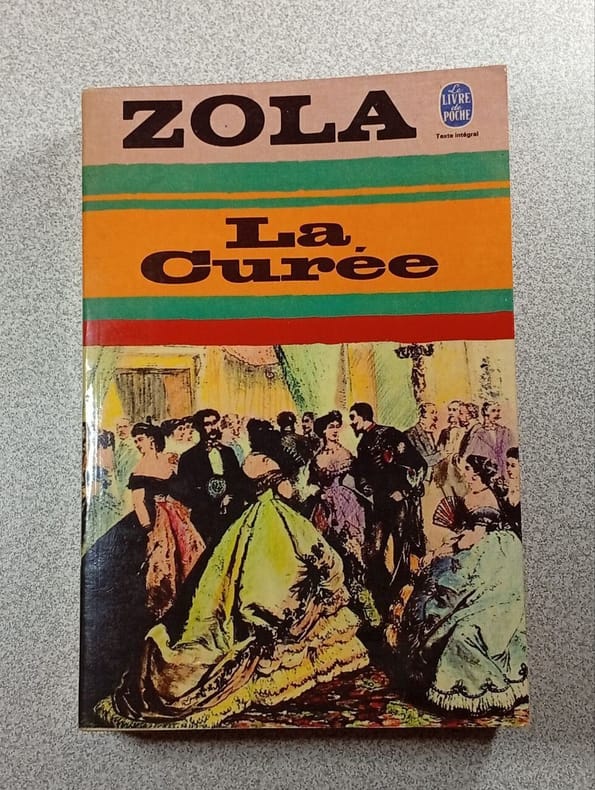 ZOLA
Le
LIVRE
de
POCHE
Texte intégral
La
Curée